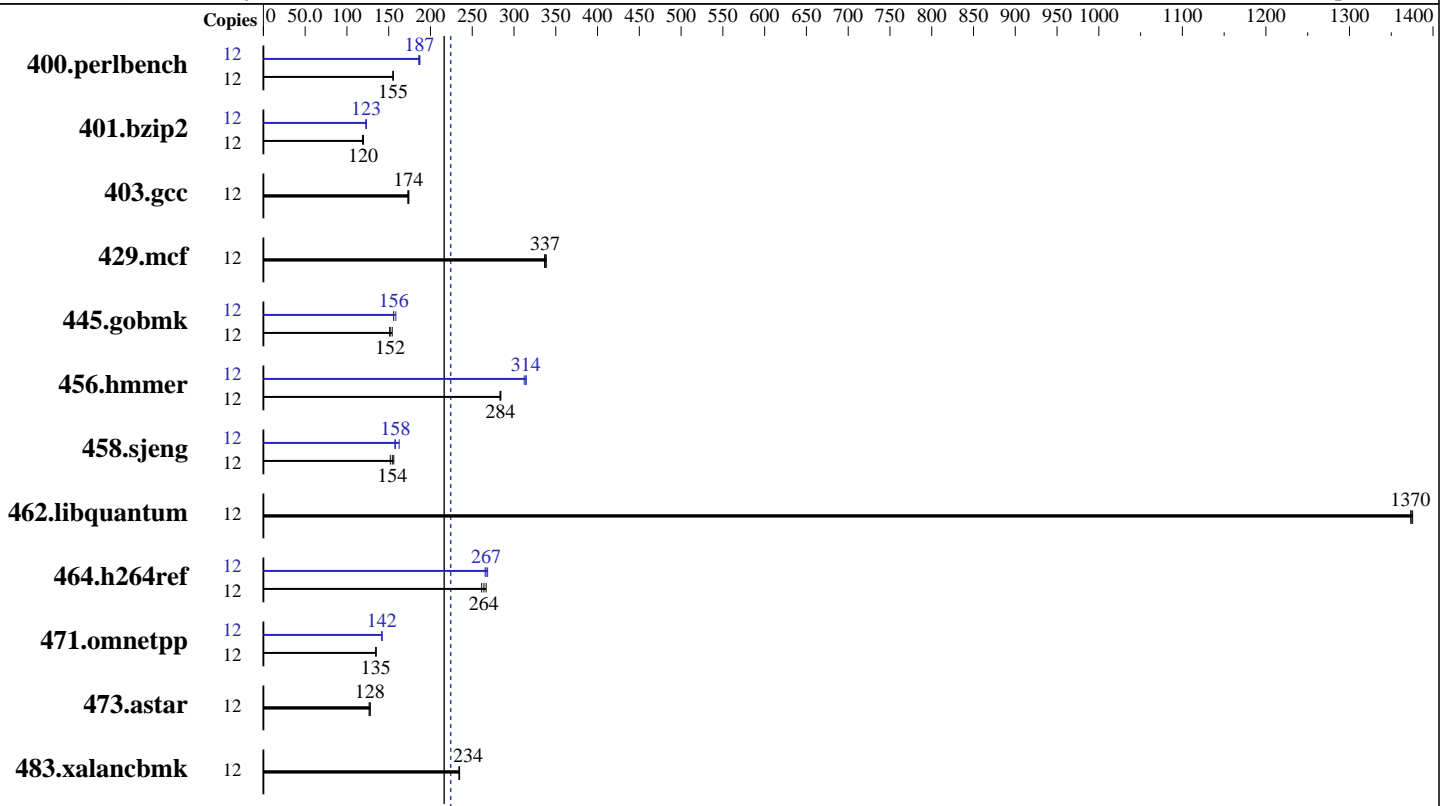 Copies 0 50.0 100 150 200 250 300 350 400 450 500 550 600 650 700 750 800 850 900 950 1000 1100 1200 1300 1400
400.perlbench 12 187
12 155
401.bzip2 12 123
12 120
403.gcc 12 174
429.mcf 12 337
445.gobmk 12 156
12 152
456.hmmer 12 314
12 284
458.sjeng 12 158
12 154
462.libquantum 12 1370
464.h264ref 12 267
12 264
471.omnetpp 12 142
12 135
473.astar 12 128
483.xalancbmk 12 234